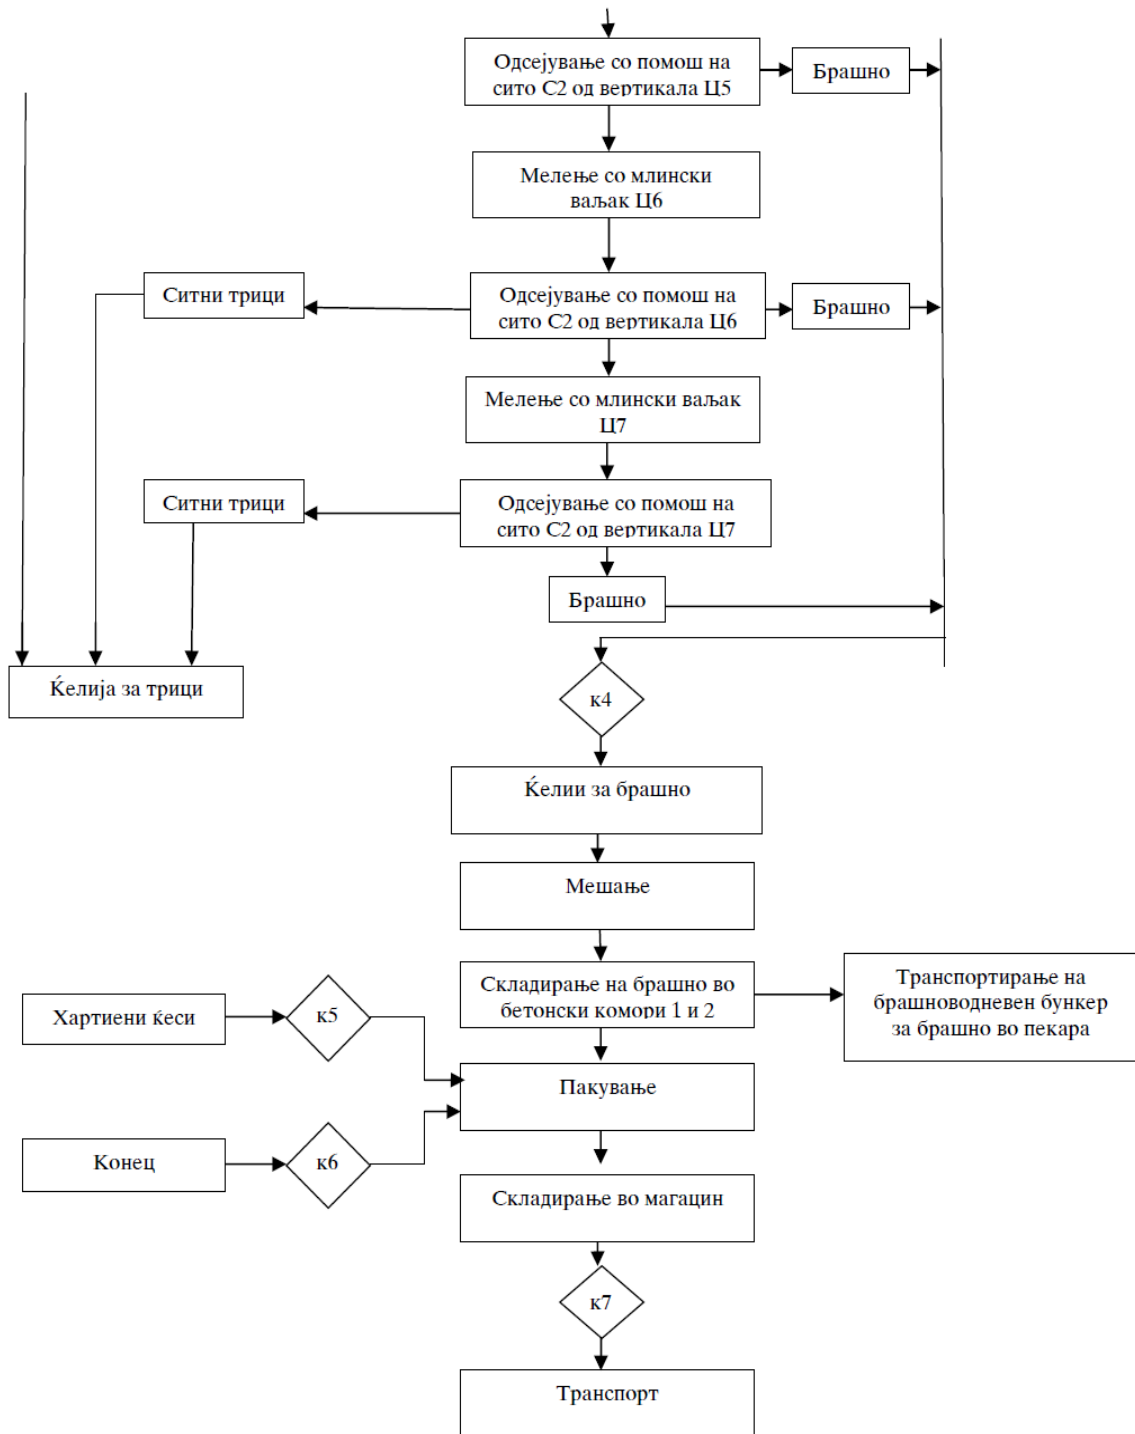 Одсејување со помош на
сито С2 од вертикала Ц5
Брашно
Мелење со млински
ваљак Ц6
Ситни трици
Одсејување со помош на
сито С2 од вертикала Ц6
Брашно
Мелење со млински ваљак
Ц7
Ситни трици
Одсејување со помош на
сито С2 од вертикала Ц7
Брашно
Ќелија за трици
к4
Ќелии за брашно
Мешање
Складирање на брашно во
бетонски комори 1 и 2
Транспортирање на
брашноводневен бункер
за брашно во пекара
Хартиени ќеси
к5
Пакување
Конец
к6
Складирање во магацин
к7
Транспорт